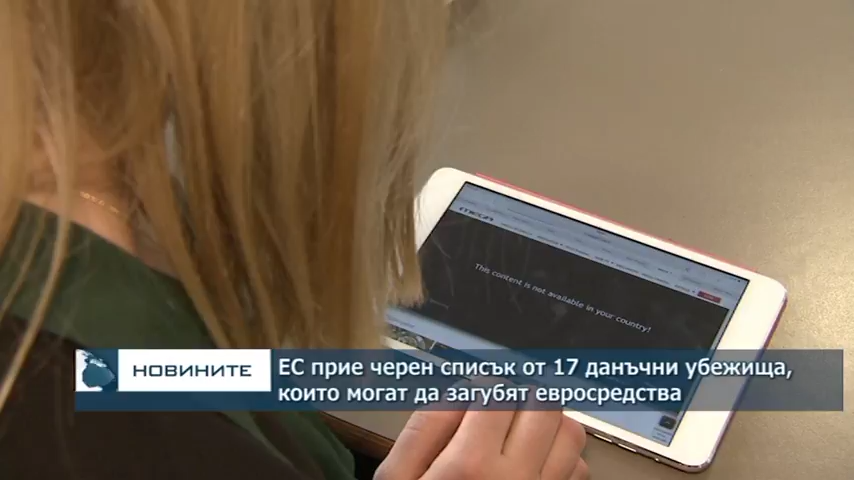 This content is not available in your country!
НОВИНИТЕ
ЕС прие черен списък от 17 данъчни убежища,
които могат да загубят евросредства